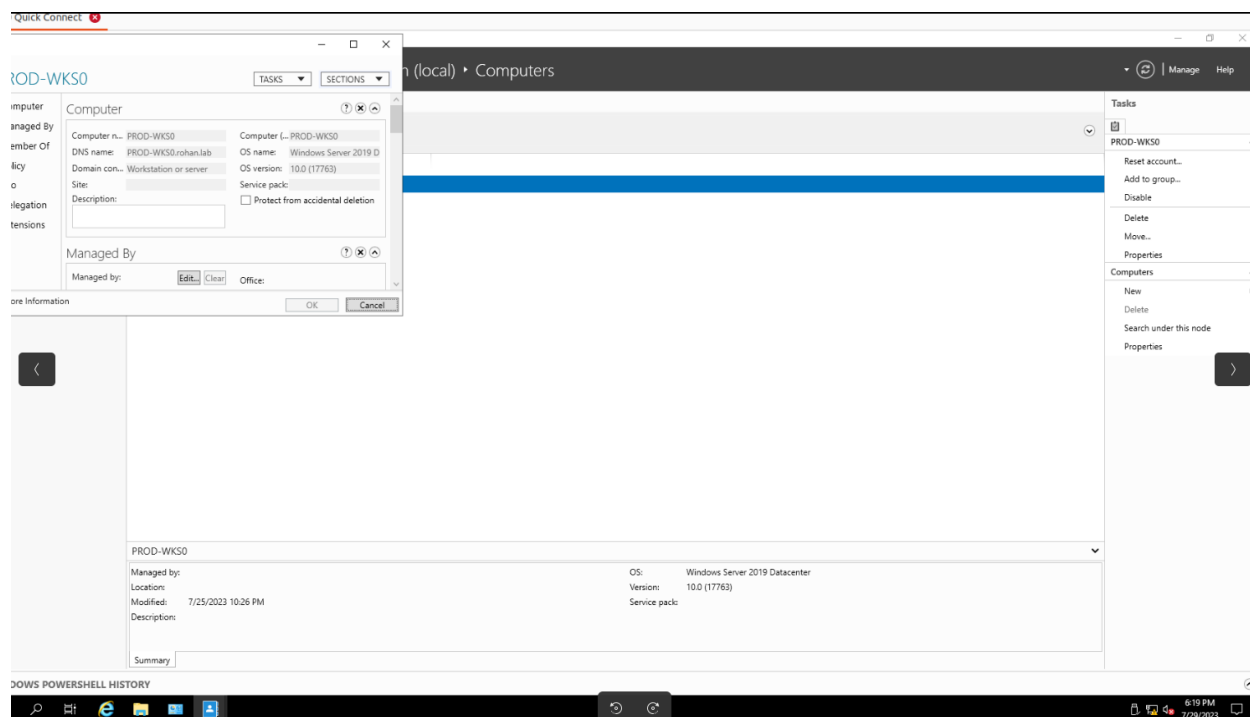 Quick Connect
ROD-WKS0
TASKS
SECTIONS
(local) Computers
Manage
Help
omputer
anaged By
ember Of
licy
o
elegation
tensions
Computer
Computer n... PROD-WKS0
Computer (... PROD-WKS0
DNS name: PROD-WKS0.rohan.lab
OS name: Windows Server 2019 D
Domain con... Workstation or server
OS version: 10.0 (17763)
Site:
Service pack:
Description:
Protect from accidental deletion
Managed By
Managed by:
Edit...
Clear
Office:
ore Information
OK
Cancel
Tasks
PROD-WKS0
Reset account...
Add to group...
Disable
Delete
Move...
Properties
Computers
New
Delete
Search under this node
Properties
PROD-WKS0
Managed by:
OS: Windows Server 2019 Datacenter
Location:
Version: 10.0 (17763)
Modified: 7/25/2023 10:26 PM
Service pack:
Description:
Summary
DOWS POWERSHELL HISTORY
6:19 PM
7/29/2023